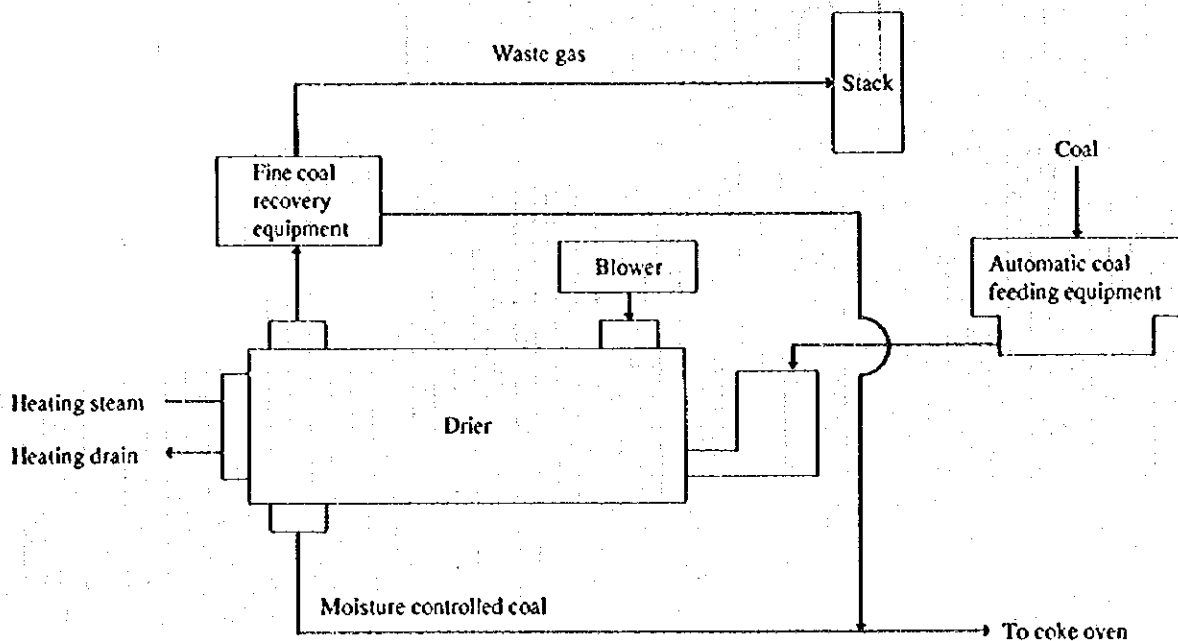 Waste gas
Stack
Coal
Fine coal
recovery
equipment
Blower
Automatic coal
feeding equipment
Heating steam
Drier
Heating drain
Moisture controlled coal
To coke oven